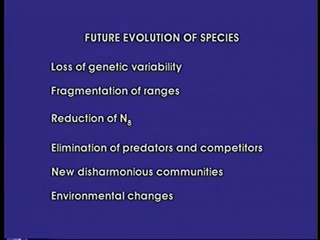 FUTURE EVOLUTION OF SPECIES
Loss of genetic variability
Fragmentation of ranges
Reduction of N8
Elimination of predators and competitors
New disharmonious communities
Environmental changes